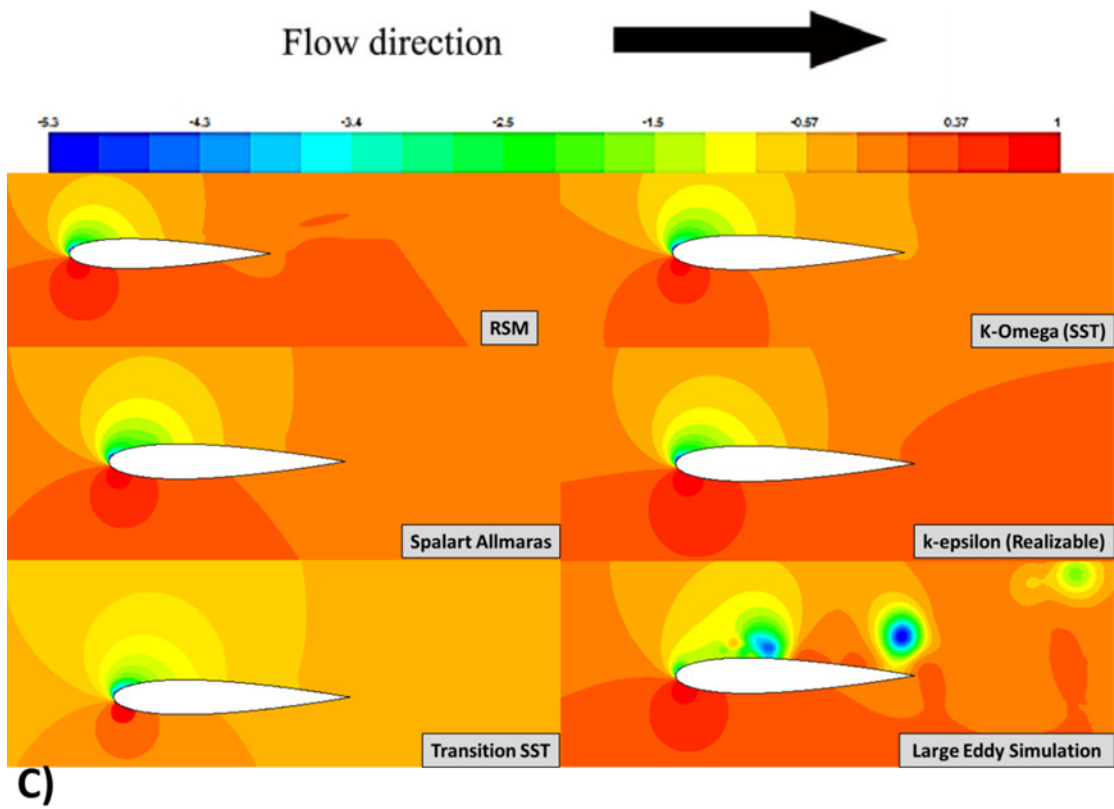 Flow direction
-5.3 -4.3 -3.4 -2.5 -1.5 -0.57 0.37 1
RSM
K-Omega (SST)
Spalart Allmaras
k-epsilon (Realizable)
Transition SST
Large Eddy Simulation
C)